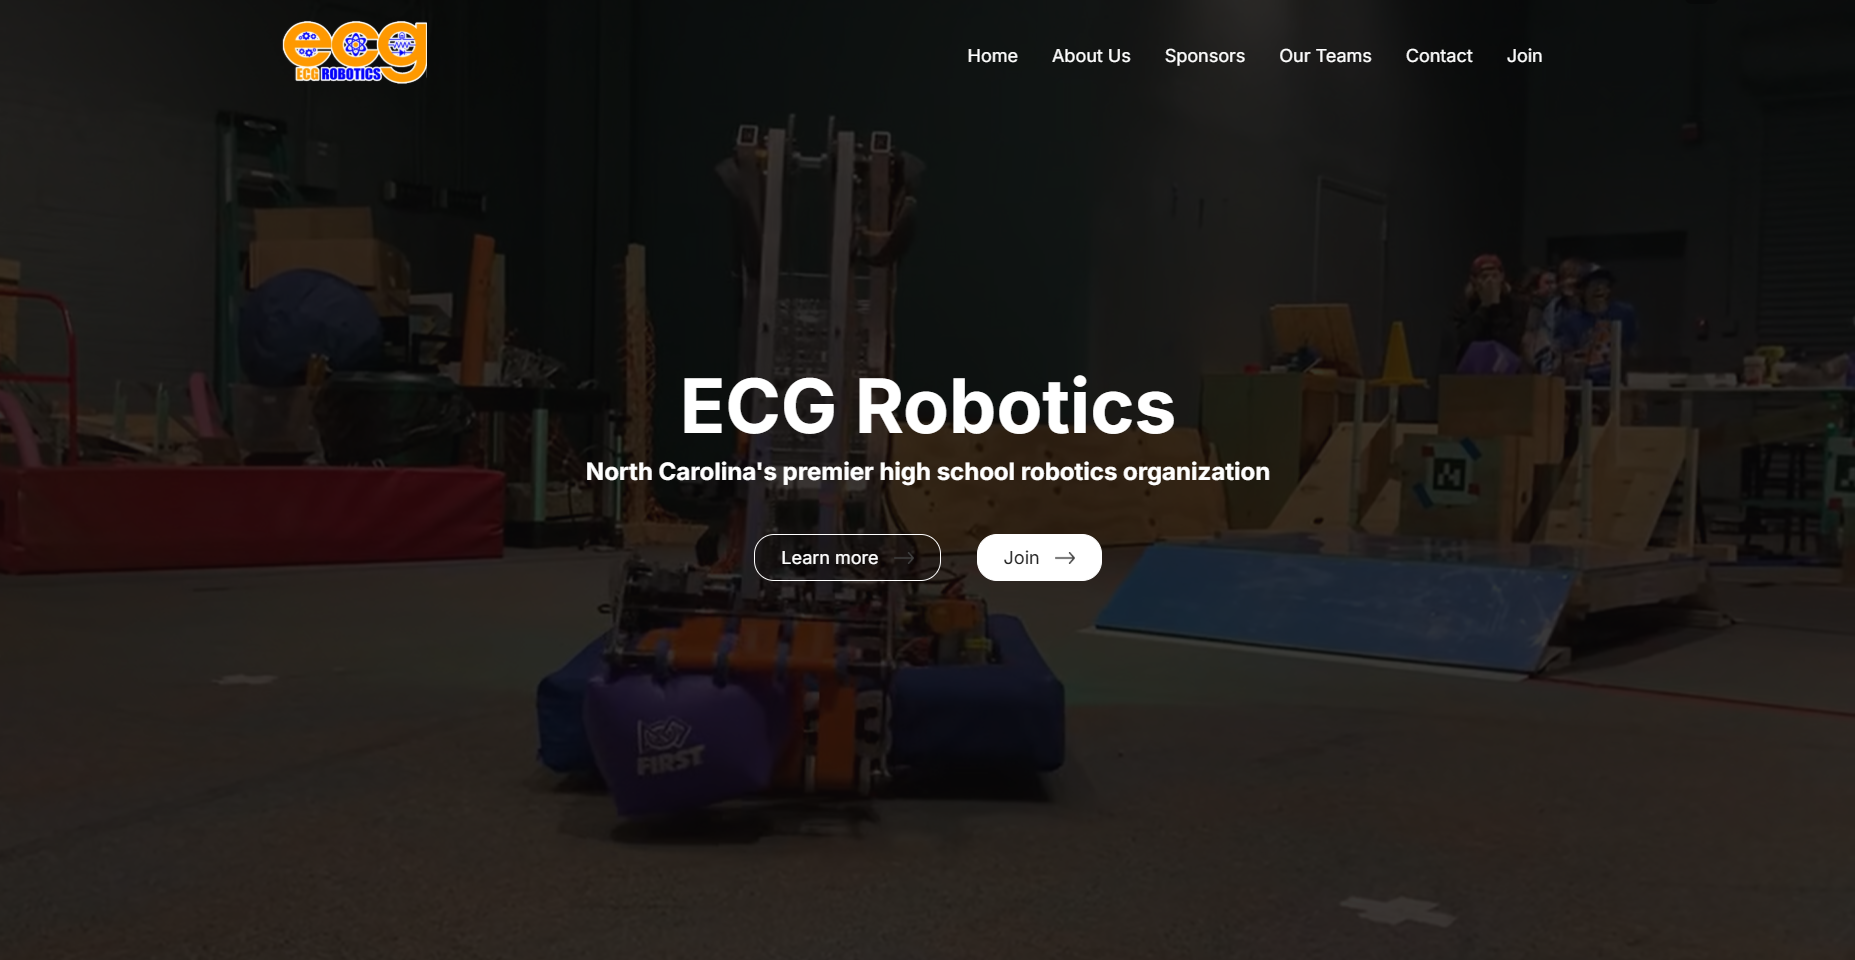 ecg
ECG ROBOTICS
Home
About Us
Sponsors
Our Teams
Contact
Join
ECG Robotics
North Carolina's premier high school robotics organization
Learn more
Join
FIRST